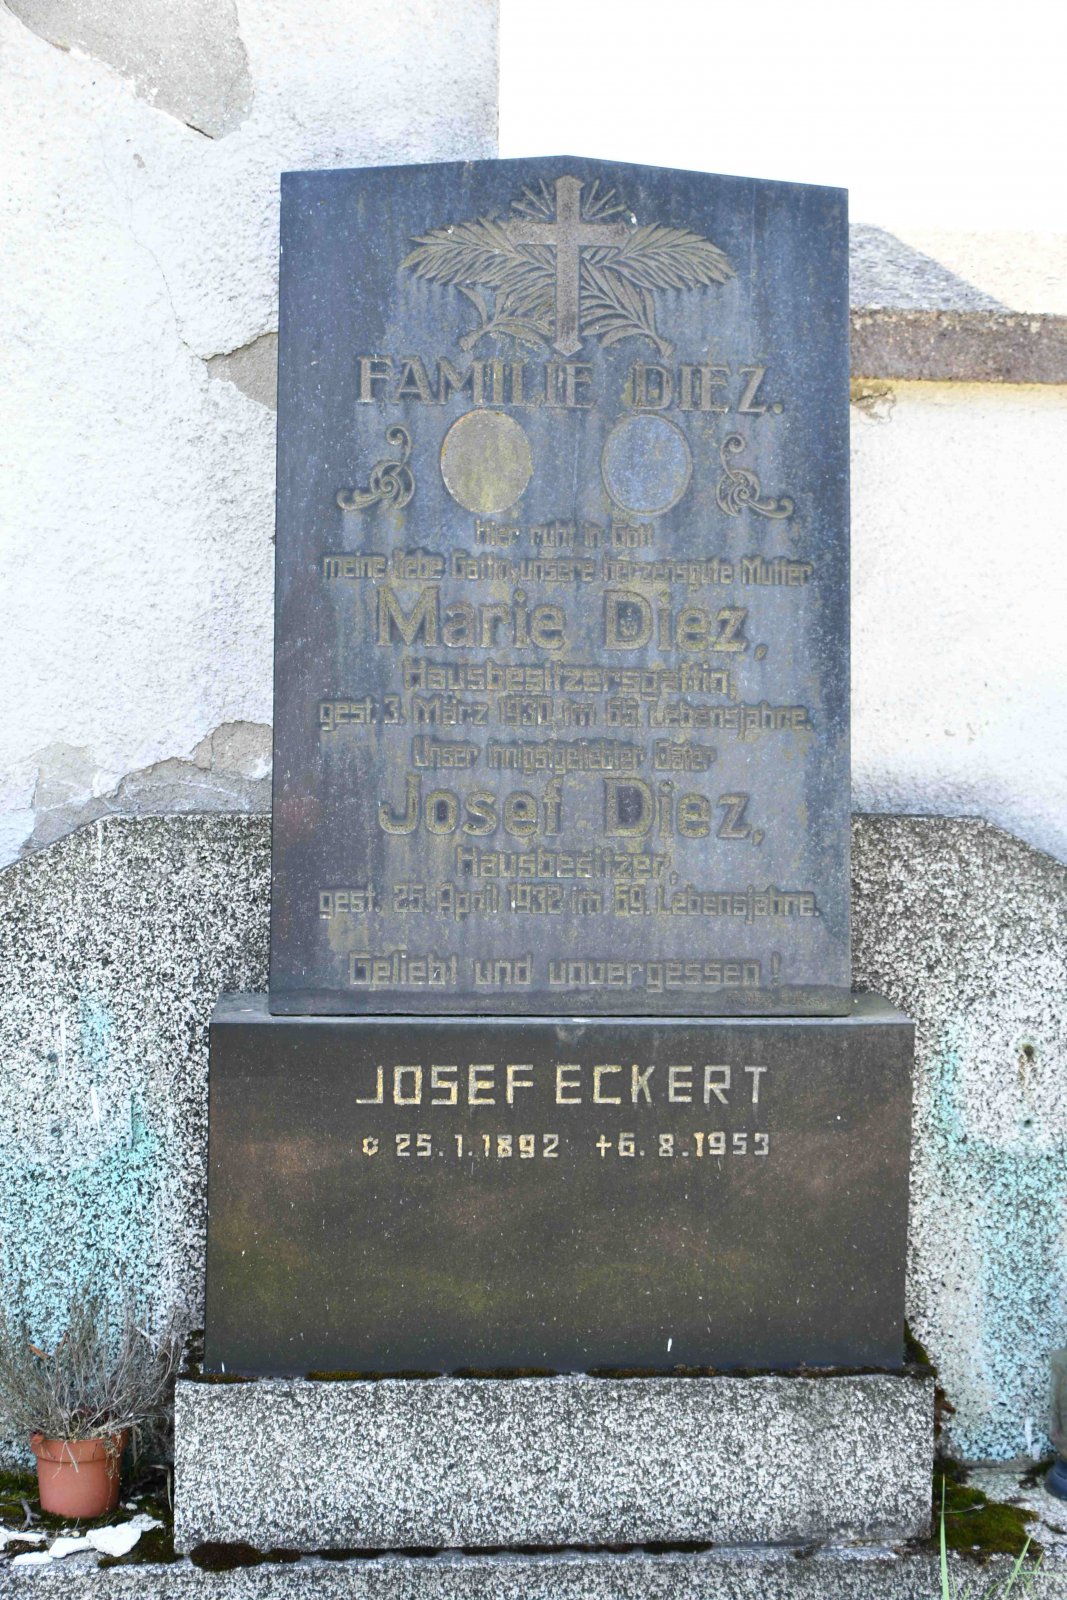 FAMILIE DIEZ.
Hier ruht in Gott
meine liebe Gattin, unsere herzensgute Mutter
Marie Diez,
Hausbesitzersgattin,
gest. 3. März 1930 im 65. Lebensjahre.
Unser innigstgeliebter Vater
Josef Diez,
Hausbesitzer,
gest. 25. April 1932 im 69. Lebensjahre.
Geliebt und unvergessen!
JOSEF ECKERT
✡ 25.1.1892 +6.8.1953